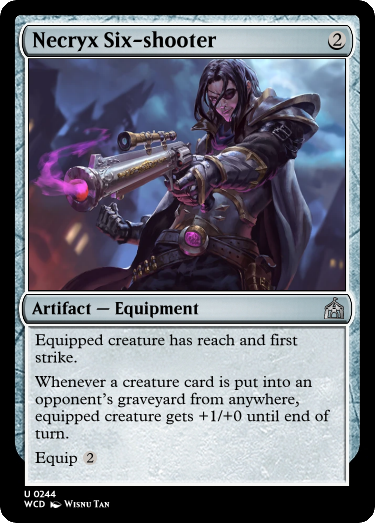 Necryx Six-shooter 2
Artifact — Equipment
Equipped creature has reach and first
strike.
Whenever a creature card is put into an
opponent's graveyard from anywhere,
equipped creature gets +1/+0 until end of
turn.
Equip 2
U 0244
WCD Wisnu Tan